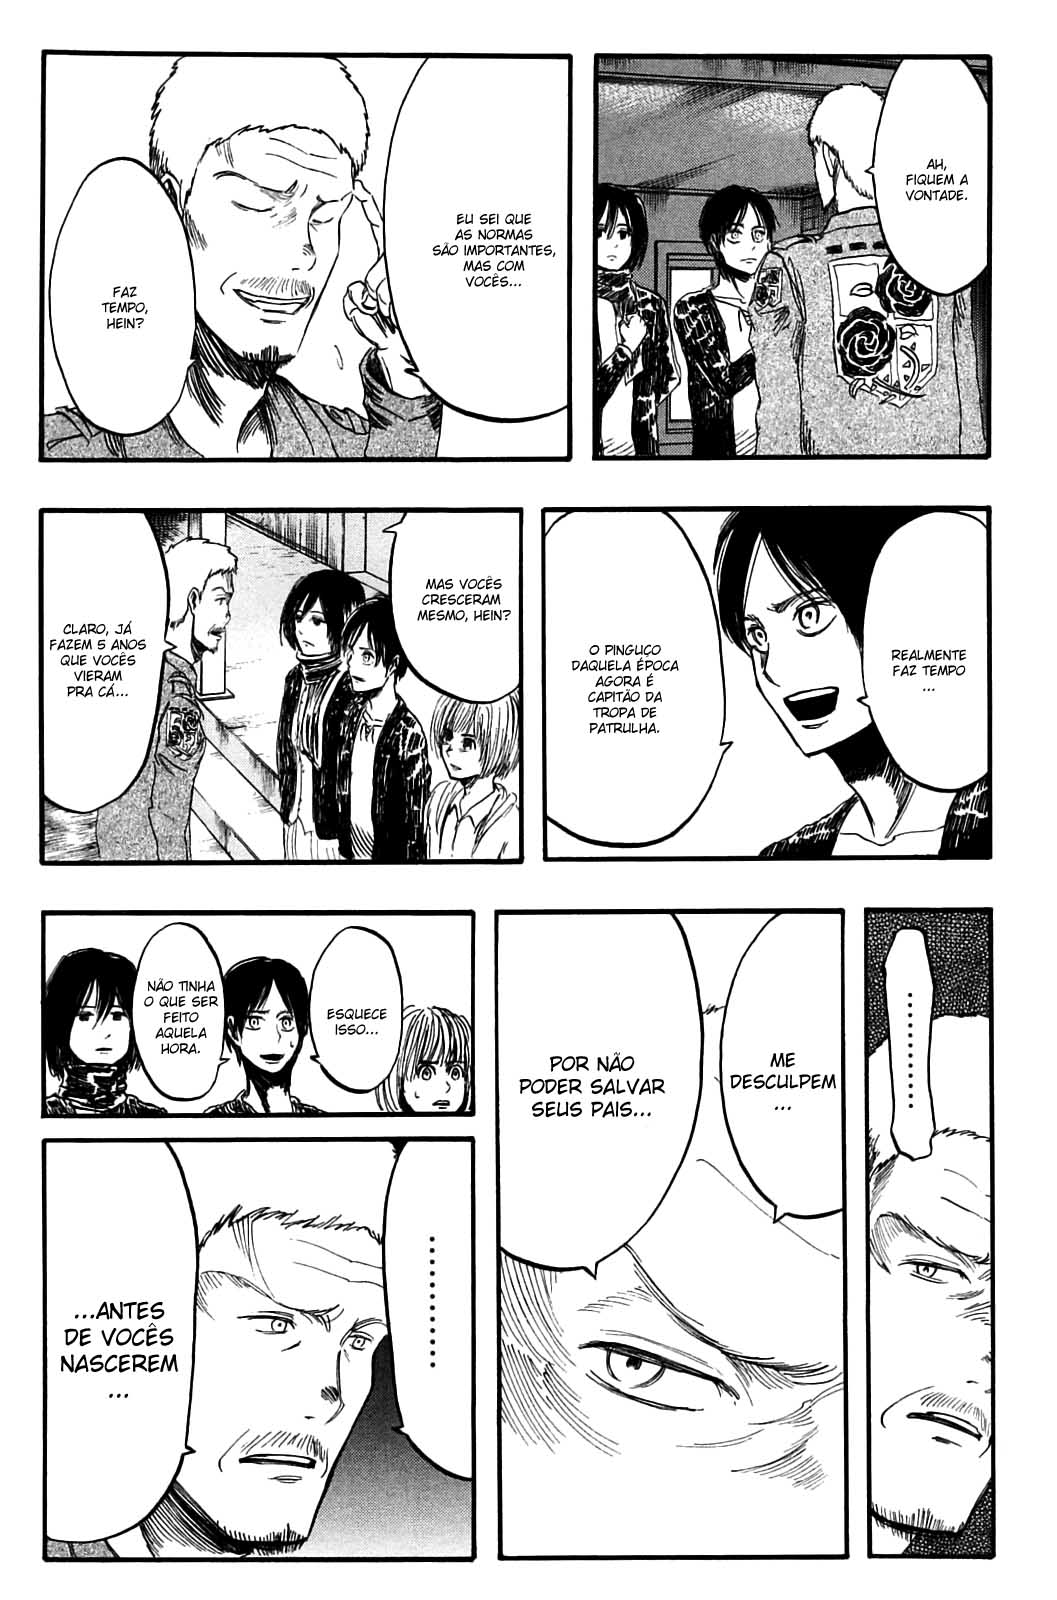 AH,
FIQUEM A
VONTADE.
EU SEI QUE
AS NORMAS
SÃO IMPORTANTES,
MAS COM
VOCÊS...
FAZ
TEMPO,
HEIN?
REALMENTE
FAZ TEMPO
...
O PINGUÇO
DAQUELA ÉPOCA
AGORA É
CAPITÃO DA
TROPA DE
PATRULHA.
MAS VOCÊS
CRESCERAM
MESMO, HEIN?
CLARO, JÁ
FAZEM 5 ANOS
QUE VOCÊS
VIERAM
PRA CÁ...
.........
ME
DESCULPEM
...
POR NÃO
PODER SALVAR
SEUS PAIS...
ESQUECE
ISSO...
NÃO TINHA
O QUE SER
FEITO
AQUELA
HORA.
.........
...ANTES
DE VOCÊS
NASCEREM
...